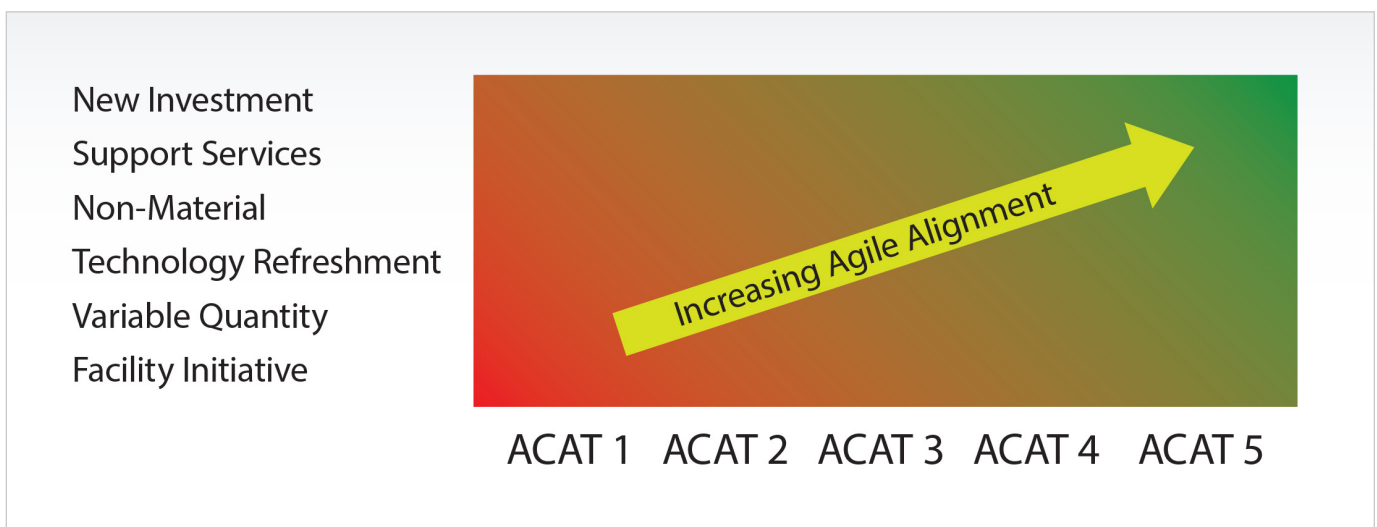 New Investment
Support Services
Non-Material
Technology Refreshment
Variable Quantity
Facility Initiative
Increasing Agile Alignment
ACAT 1 ACAT 2 ACAT 3 ACAT 4 ACAT 5